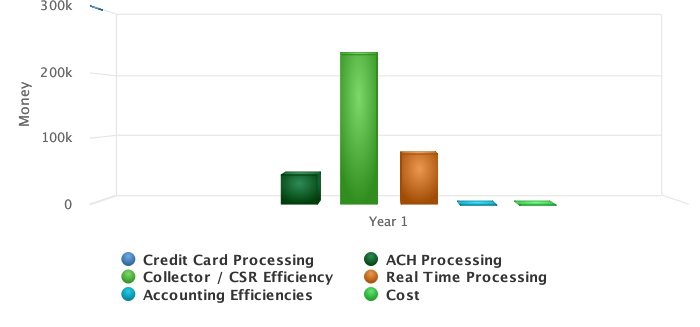 300k
200k
100k
0
Money
Year 1
Credit Card Processing
ACH Processing
Collector / CSR Efficiency
Real Time Processing
Accounting Efficiencies
Cost